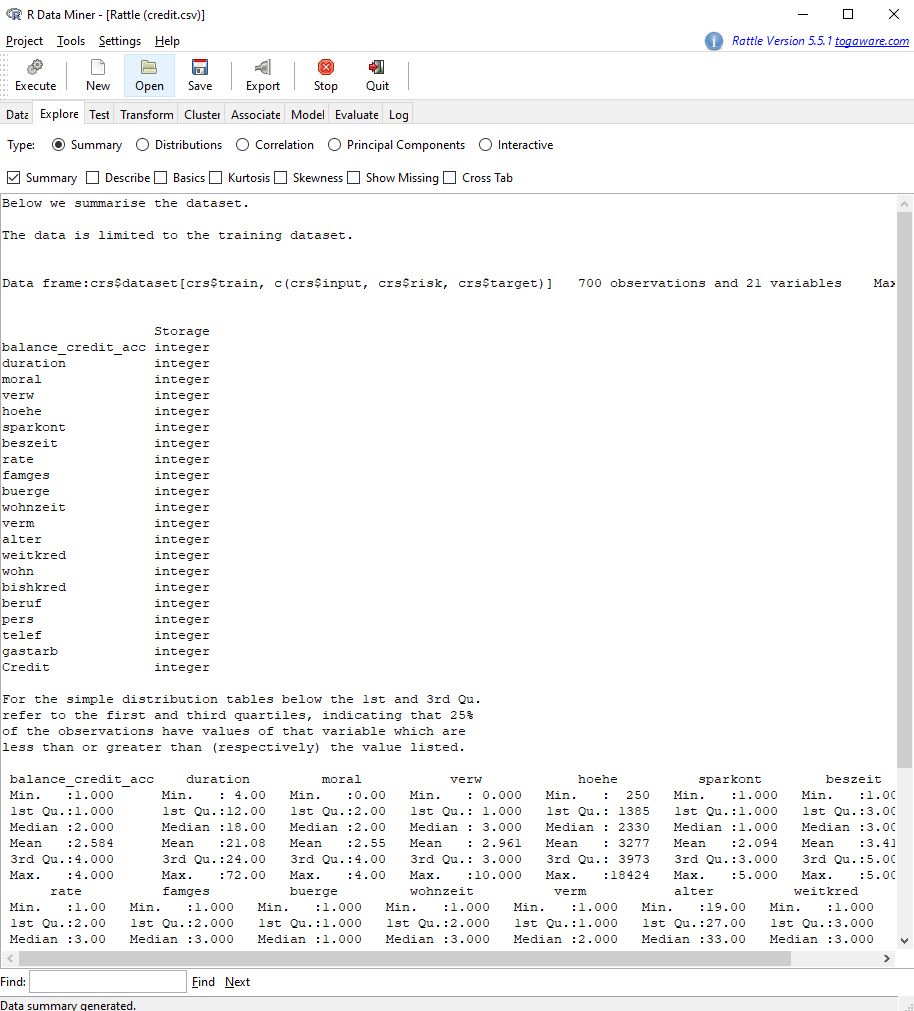 R Data Miner - [Rattle (credit.csv)]
Project Tools Settings Help
Rattle Version 5.5.1 togaware.com
Execute New Open Save Export Stop Quit
Data Explore Test Transform Cluster Associate Model Evaluate Log
Type: Summary Distributions Correlation Principal Components Interactive
Summary Describe Basics Kurtosis Skewness Show Missing Cross Tab
Below we summarise the dataset.
The data is limited to the training dataset.
Data frame:crs$dataset[crs$train, c(crs$input, crs$risk, crs$target)] 700 observations and 21 variables Max
Storage
balance_credit_acc integer
duration integer
moral integer
verw integer
hoehe integer
sparkont integer
beszeit integer
rate integer
famges integer
buerge integer
wohnzeit integer
verm integer
alter integer
weitkred integer
wohn integer
bishkred integer
beruf integer
pers integer
telef integer
gastarb integer
Credit integer
For the simple distribution tables below the 1st and 3rd Qu.
refer to the first and third quartiles, indicating that 25%
of the observations have values of that variable which are
less than or greater than (respectively) the value listed.
balance_credit_acc duration moral verw hoehe sparkont beszeit
Min. :1.000 Min. : 4.00 Min. :0.00 Min. : 0.000 Min. : 250 Min. :1.000 Min. :1.00
1st Qu.:1.000 1st Qu.:12.00 1st Qu.:2.00 1st Qu.: 1.000 1st Qu.: 1385 1st Qu.:1.000 1st Qu.:3.00
Median :2.000 Median :18.00 Median :2.00 Median : 3.000 Median : 2330 Median :1.000 Median :3.00
Mean :2.584 Mean :21.08 Mean :2.55 Mean : 2.961 Mean : 3277 Mean :2.094 Mean :3.41
3rd Qu.:4.000 3rd Qu.:24.00 3rd Qu.:4.00 3rd Qu.: 3.000 3rd Qu.: 3973 3rd Qu.:3.000 3rd Qu.:5.00
Max. :4.000 Max. :72.00 Max. :4.00 Max. :10.000 Max. :18424 Max. :5.000 Max. :5.00
rate famges buerge wohnzeit verm alter weitkred
Min. :1.00 Min. :1.000 Min. :1.000 Min. :1.000 Min. :1.000 Min. :19.00 Min. :1.000
1st Qu.:2.00 1st Qu.:2.000 1st Qu.:1.000 1st Qu.:2.000 1st Qu.:1.000 1st Qu.:27.00 1st Qu.:3.000
Median :3.00 Median :3.000 Median :1.000 Median :3.000 Median :2.000 Median :33.00 Median :3.000
Find: Find Next
Data summary generated.